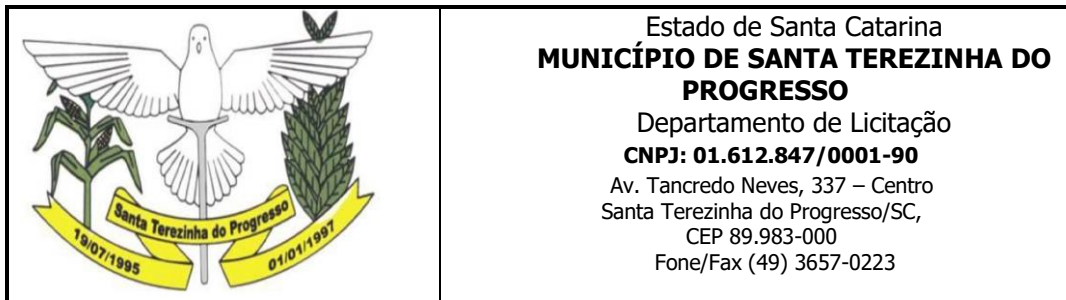 Santa Terezinha do Progresso
19/07/1995
01/01/1997
Estado de Santa Catarina
MUNICÍPIO DE SANTA TEREZINHA DO
PROGRESSO
Departamento de Licitação
CNPJ: 01.612.847/0001-90
Av. Tancredo Neves, 337 – Centro
Santa Terezinha do Progresso/SC,
CEP 89.983-000
Fone/Fax (49) 3657-0223